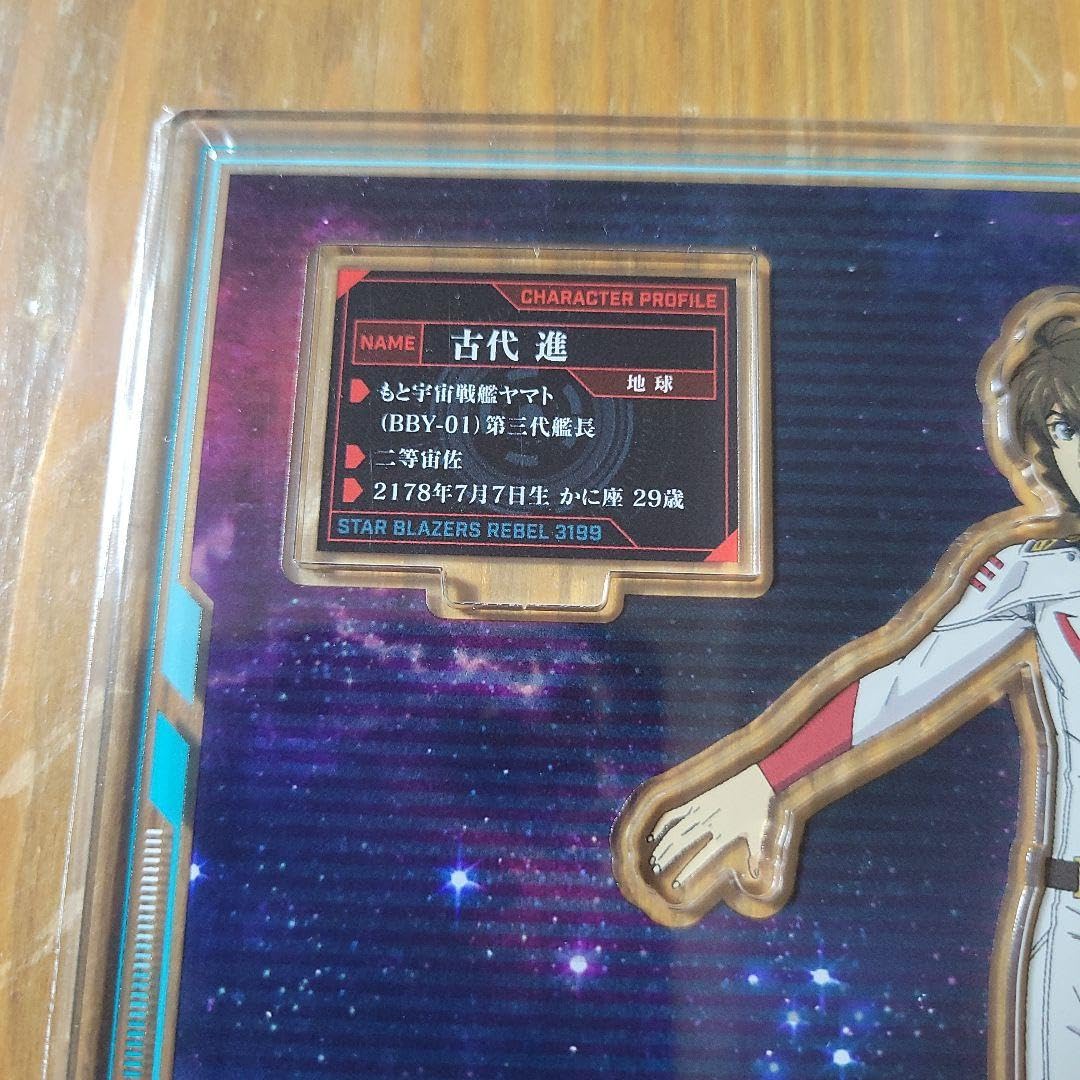 CHARACTER PROFILE
NAME 古代 進
地球
もと宇宙戦艦ヤマト
(BBY-01)第三代艦長
二等宙佐
2178年7月7日生 かに座 29歳
STAR BLAZERS REBEL 3199